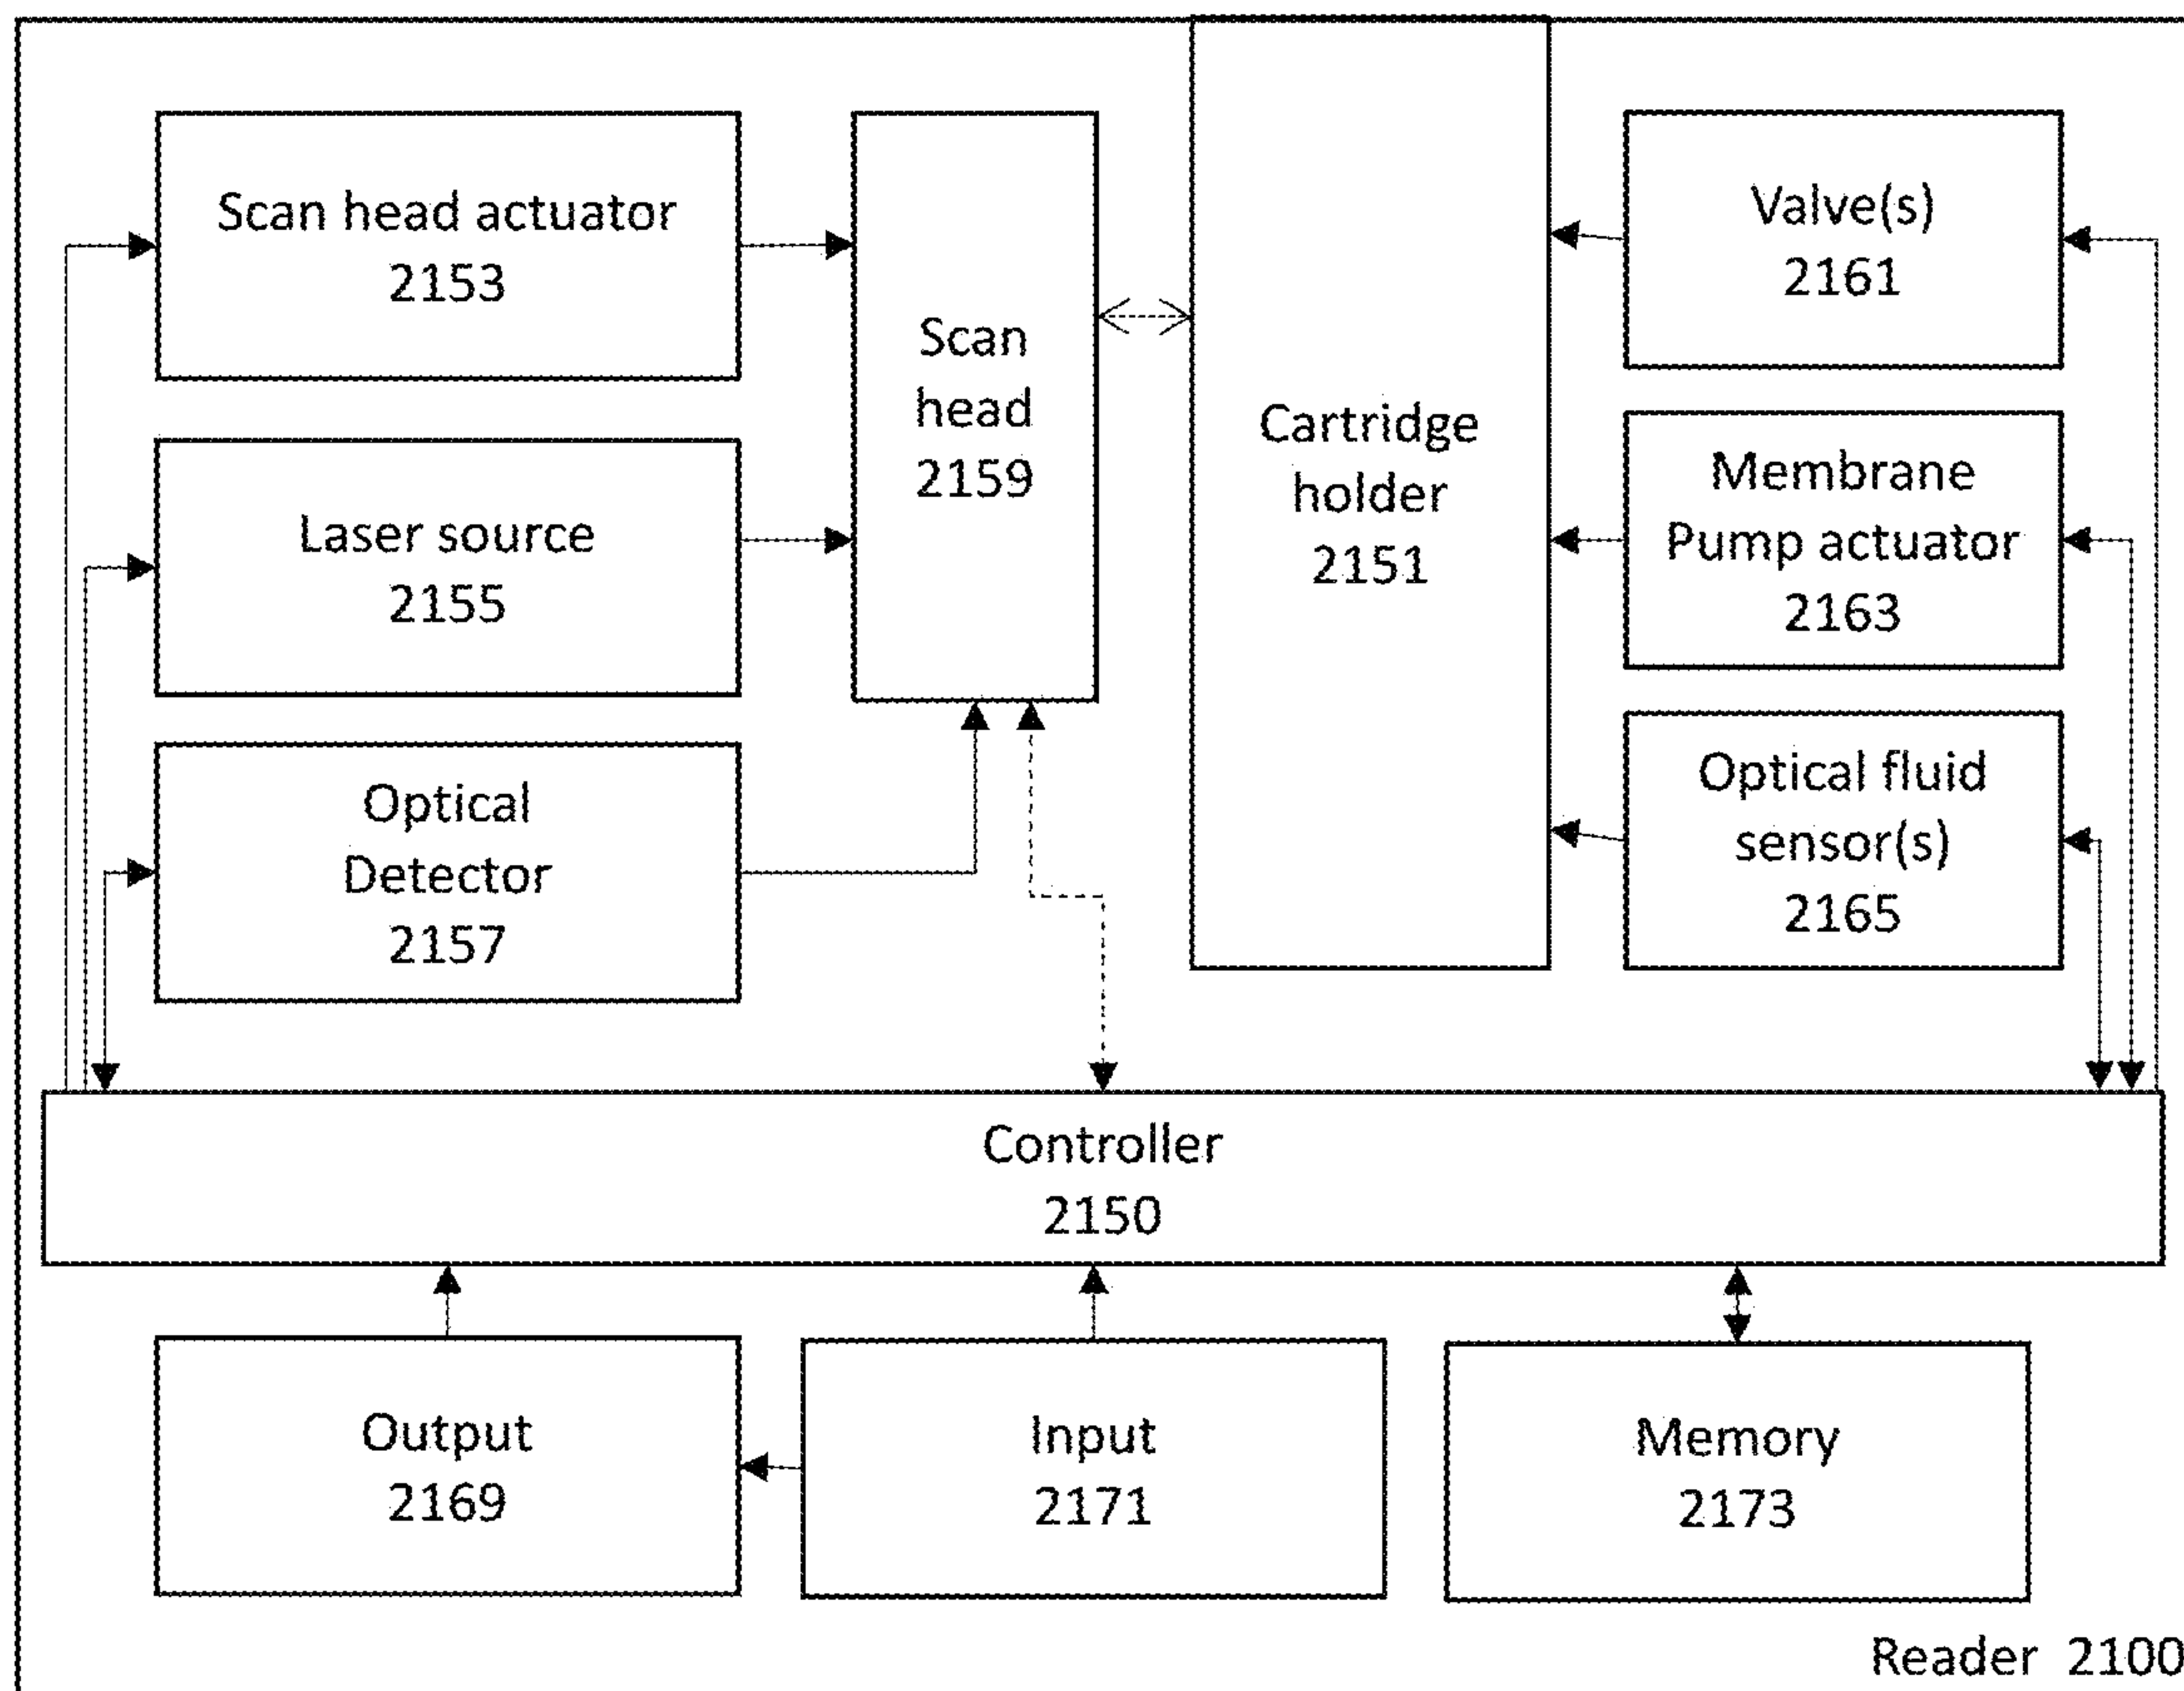 Scan head actuator
2153
Scan
head
2159
Cartridge
holder
2151
Valve(s)
2161
Laser source
2155
Membrane
Pump actuator
2163
Optical
Detector
2157
Optical fluid
sensor(s)
2165
Controller
2150
Output
2169
Input
2171
Memory
2173
Reader 2100